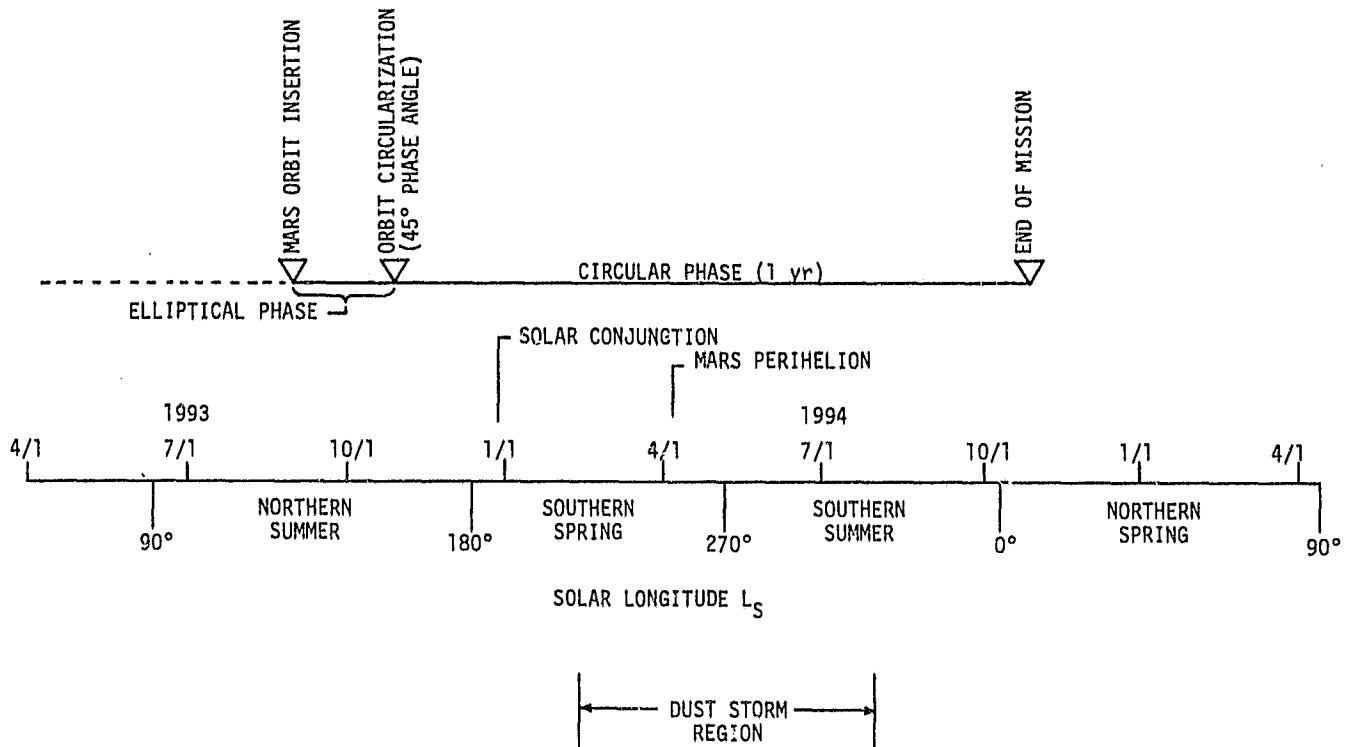 MARS ORBIT INSERTION
ORBIT CIRCULARIZATION
(45° PHASE ANGLE)
END OF MISSION
CIRCULAR PHASE (1 yr)
ELLIPTICAL PHASE
SOLAR CONJUNCTION
MARS PERIHELION
1993
1994
4/1
7/1
10/1
1/1
4/1
7/1
10/1
1/1
4/1
NORTHERN
SUMMER
SOUTHERN
SPRING
SOUTHERN
SUMMER
NORTHERN
SPRING
90°
180°
270°
0°
90°
SOLAR LONGITUDE LS
DUST STORM
REGION